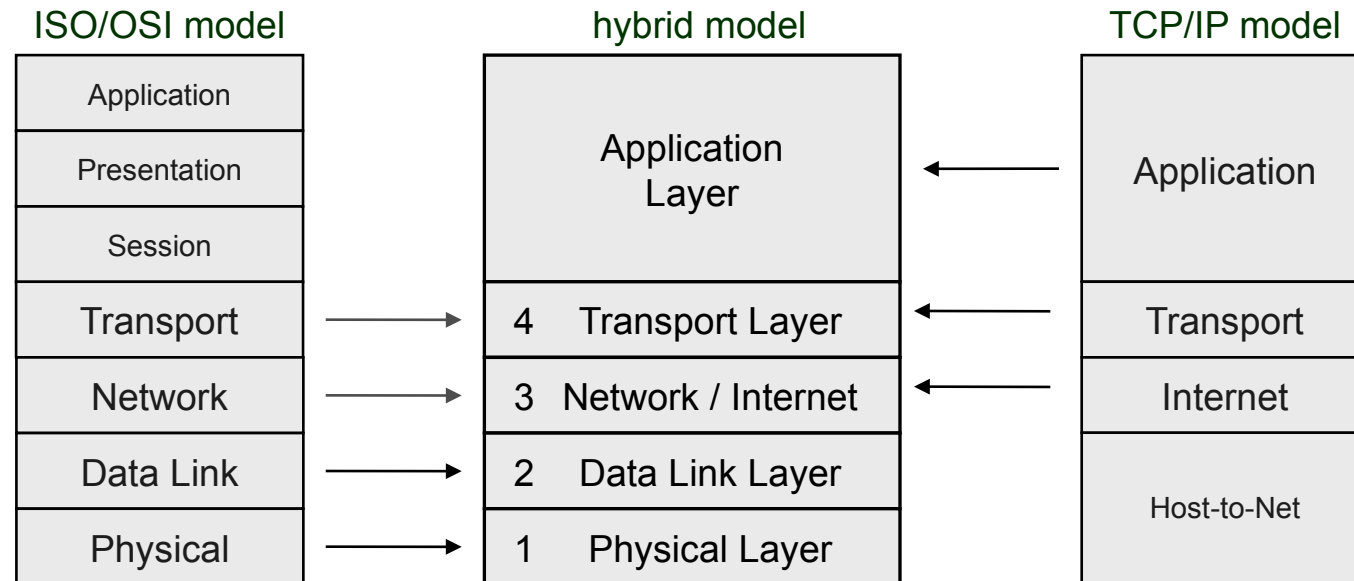 ISO/OSI model
Application
Presentation
Session
Transport
Network
Data Link
Physical
hybrid model
Application
Layer
4 Transport Layer
3 Network / Internet
2 Data Link Layer
1 Physical Layer
TCP/IP model
Application
Transport
Internet
Host-to-Net